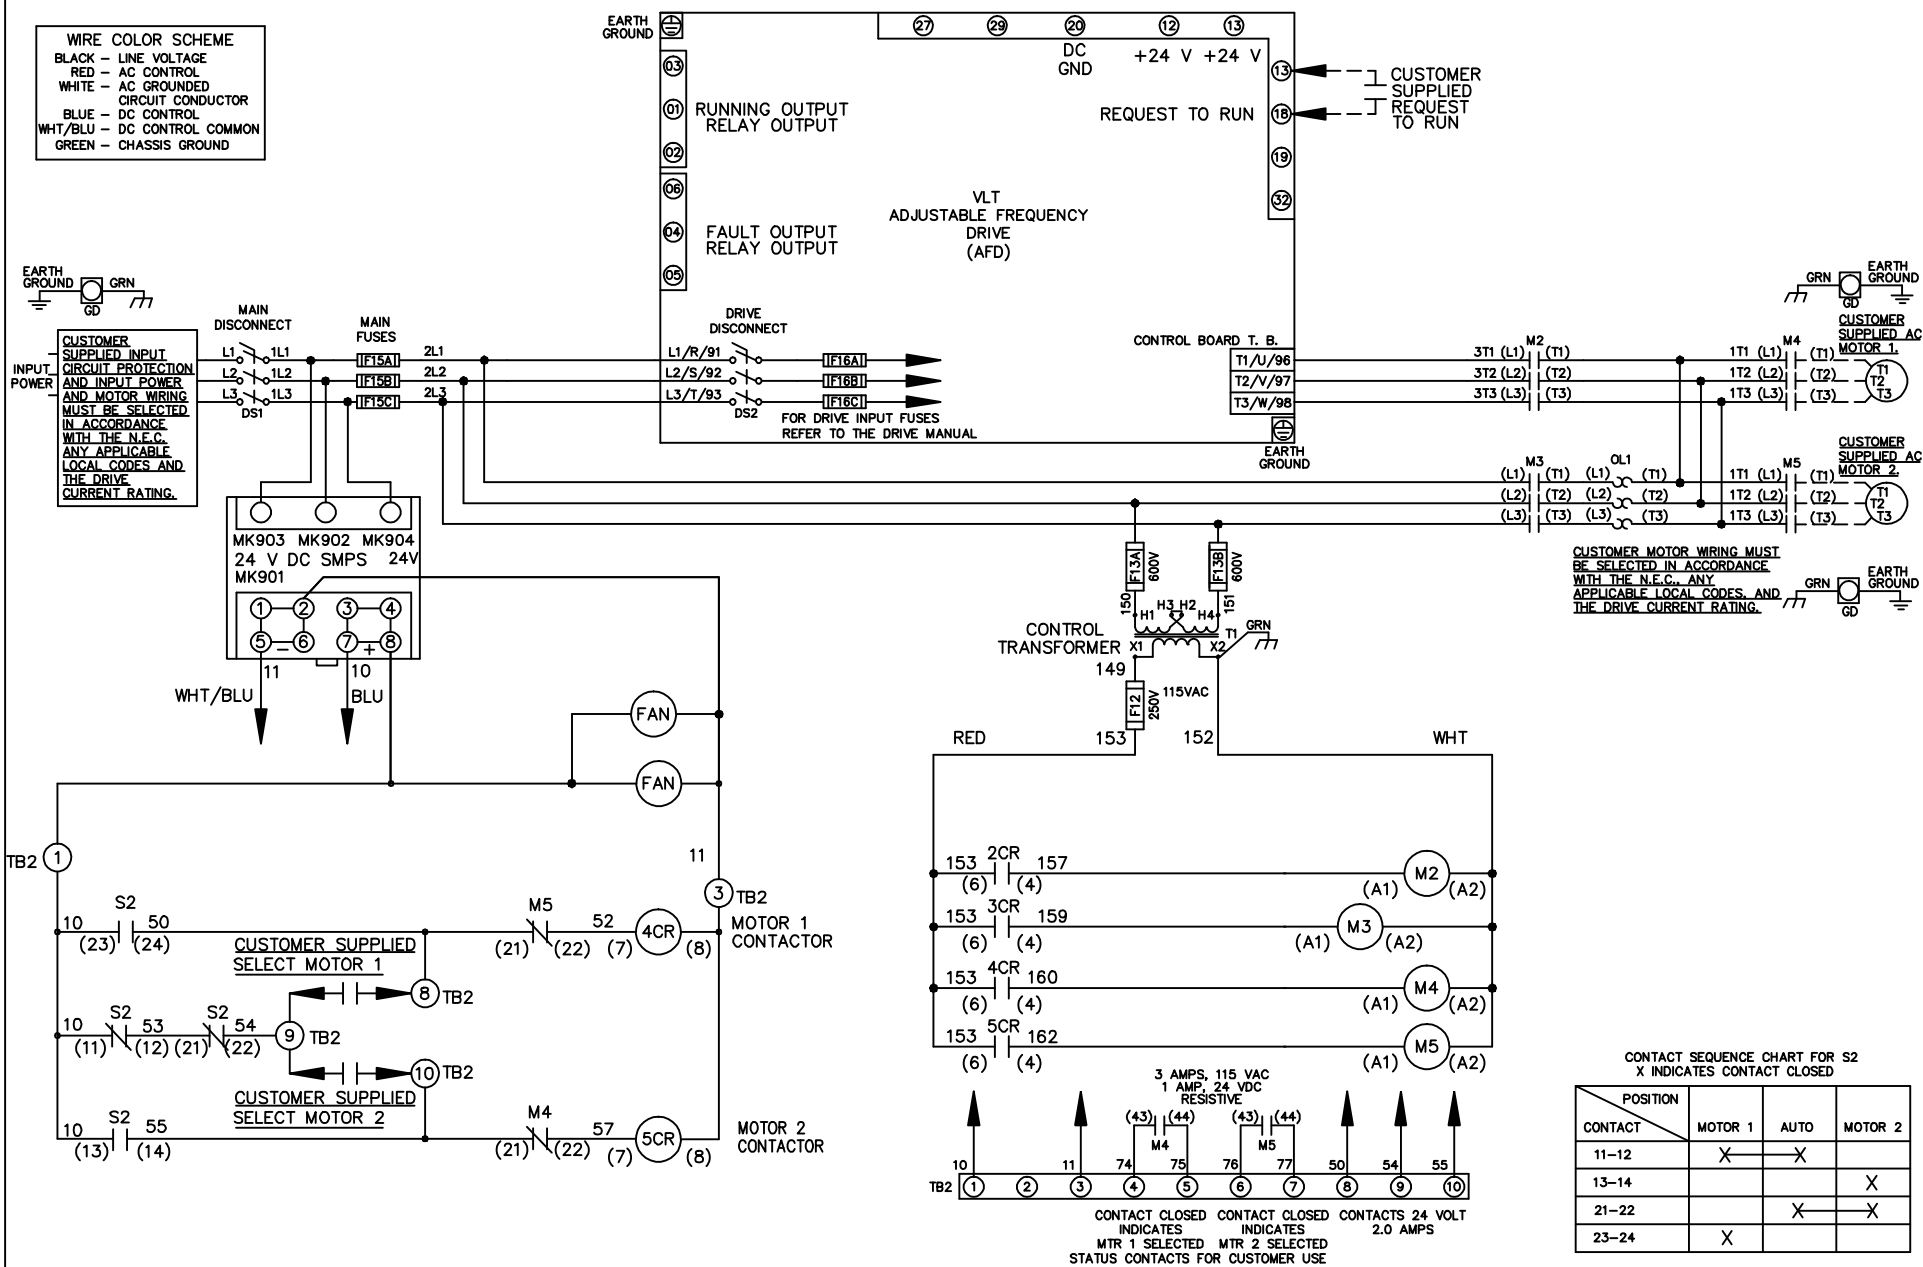 WIRE COLOR SCHEME
BLACK – LINE VOLTAGE
RED – AC CONTROL
WHITE – AC GROUNDED
CIRCUIT CONDUCTOR
BLUE – DC CONTROL
WHT/BLU – DC CONTROL COMMON
GREEN – CHASSIS GROUND
EARTH
GROUND
27 29 20 12 13
DC
GND
+24 V +24 V
03
01
02
RUNNING OUTPUT
RELAY OUTPUT
06
04
05
FAULT OUTPUT
RELAY OUTPUT
13
18
19
32
REQUEST TO RUN
CUSTOMER
SUPPLIED
REQUEST
TO RUN
VLT
ADJUSTABLE FREQUENCY
DRIVE
(AFD)
EARTH
GROUND
GRN
GD
INPUT
POWER
CUSTOMER
SUPPLIED INPUT
CIRCUIT PROTECTION
AND INPUT POWER
AND MOTOR WIRING
MUST BE SELECTED
IN ACCORDANCE
WITH THE N.E.C.
ANY APPLICABLE
LOCAL CODES AND
THE DRIVE
CURRENT RATING.
MAIN
DISCONNECT
L1 1L1
L2 1L2
L3 1L3
DS1
MAIN
FUSES
F15A 2L1
F15B 2L2
F15C 2L3
DRIVE
DISCONNECT
L1/R/91
L2/S/92
L3/T/93
DS2
F16A
F16B
F16C
FOR DRIVE INPUT FUSES
REFER TO THE DRIVE MANUAL
CONTROL BOARD T. B.
T1/U/96
T2/V/97
T3/W/98
EARTH
GROUND
M2
3T1 (L1) (T1)
3T2 (L2) (T2)
3T3 (L3) (T3)
M4
1T1 (L1) (T1)
1T2 (L2) (T2)
1T3 (L3) (T3)
T1
T2
T3
GRN
GD
EARTH
GROUND
CUSTOMER
SUPPLIED AC
MOTOR 1.
M3 OL1
(L1) (T1) (L1) (T1)
(L2) (T2) (L2) (T2)
(L3) (T3) (L3) (T3)
M5
1T1 (L1) (T1)
1T2 (L2) (T2)
1T3 (L3) (T3)
T1
T2
T3
CUSTOMER
SUPPLIED AC
MOTOR 2.
CUSTOMER MOTOR WIRING MUST
BE SELECTED IN ACCORDANCE
WITH THE N.E.C., ANY
APPLICABLE LOCAL CODES, AND
THE DRIVE CURRENT RATING.
GRN
GD
EARTH
GROUND
MK903 MK902 MK904
24 V DC SMPS 24V
MK901
1 2 3 4
5 – 6 7 + 8
11 10
WHT/BLU BLU
FAN
FAN
F13A
600V
F13B
600V
150 151
H1 H3 H2 H4
CONTROL
TRANSFORMER
X1 X2
T1
GRN
149
F12
250V
115VAC
153 152
RED WHT
TB2 1
11
3 TB2
S2
10 50
(23) (24)
M5
(21) (22)
52
(7) 4CR (8)
MOTOR 1
CONTACTOR
CUSTOMER SUPPLIED
SELECT MOTOR 1
8 TB2
S2 S2
10 53 54
(11) (12) (21) (22)
9 TB2
10 TB2
CUSTOMER SUPPLIED
SELECT MOTOR 2
S2
10 55
(13) (14)
M4
(21) (22)
57
(7) 5CR (8)
MOTOR 2
CONTACTOR
2CR
153 157
(6) (4)
(A1) M2 (A2)
3CR
153 159
(6) (4)
(A1) M3 (A2)
4CR
153 160
(6) (4)
(A1) M4 (A2)
5CR
153 162
(6) (4)
(A1) M5 (A2)
3 AMPS, 115 VAC
1 AMP, 24 VDC
RESISTIVE
(43) (44) (43) (44)
M4 M5
10 11 74 75 76 77 50 54 55
TB2 1 2 3 4 5 6 7 8 9 10
CONTACT CLOSED
INDICATES
MTR 1 SELECTED
CONTACT CLOSED
INDICATES
MTR 2 SELECTED
STATUS CONTACTS FOR CUSTOMER USE
CONTACTS 24 VOLT
2.0 AMPS
CONTACT SEQUENCE CHART FOR S2
X INDICATES CONTACT CLOSED
POSITION
CONTACT MOTOR 1 AUTO MOTOR 2
11–12 X X
13–14 X
21–22 X X
23–24 X